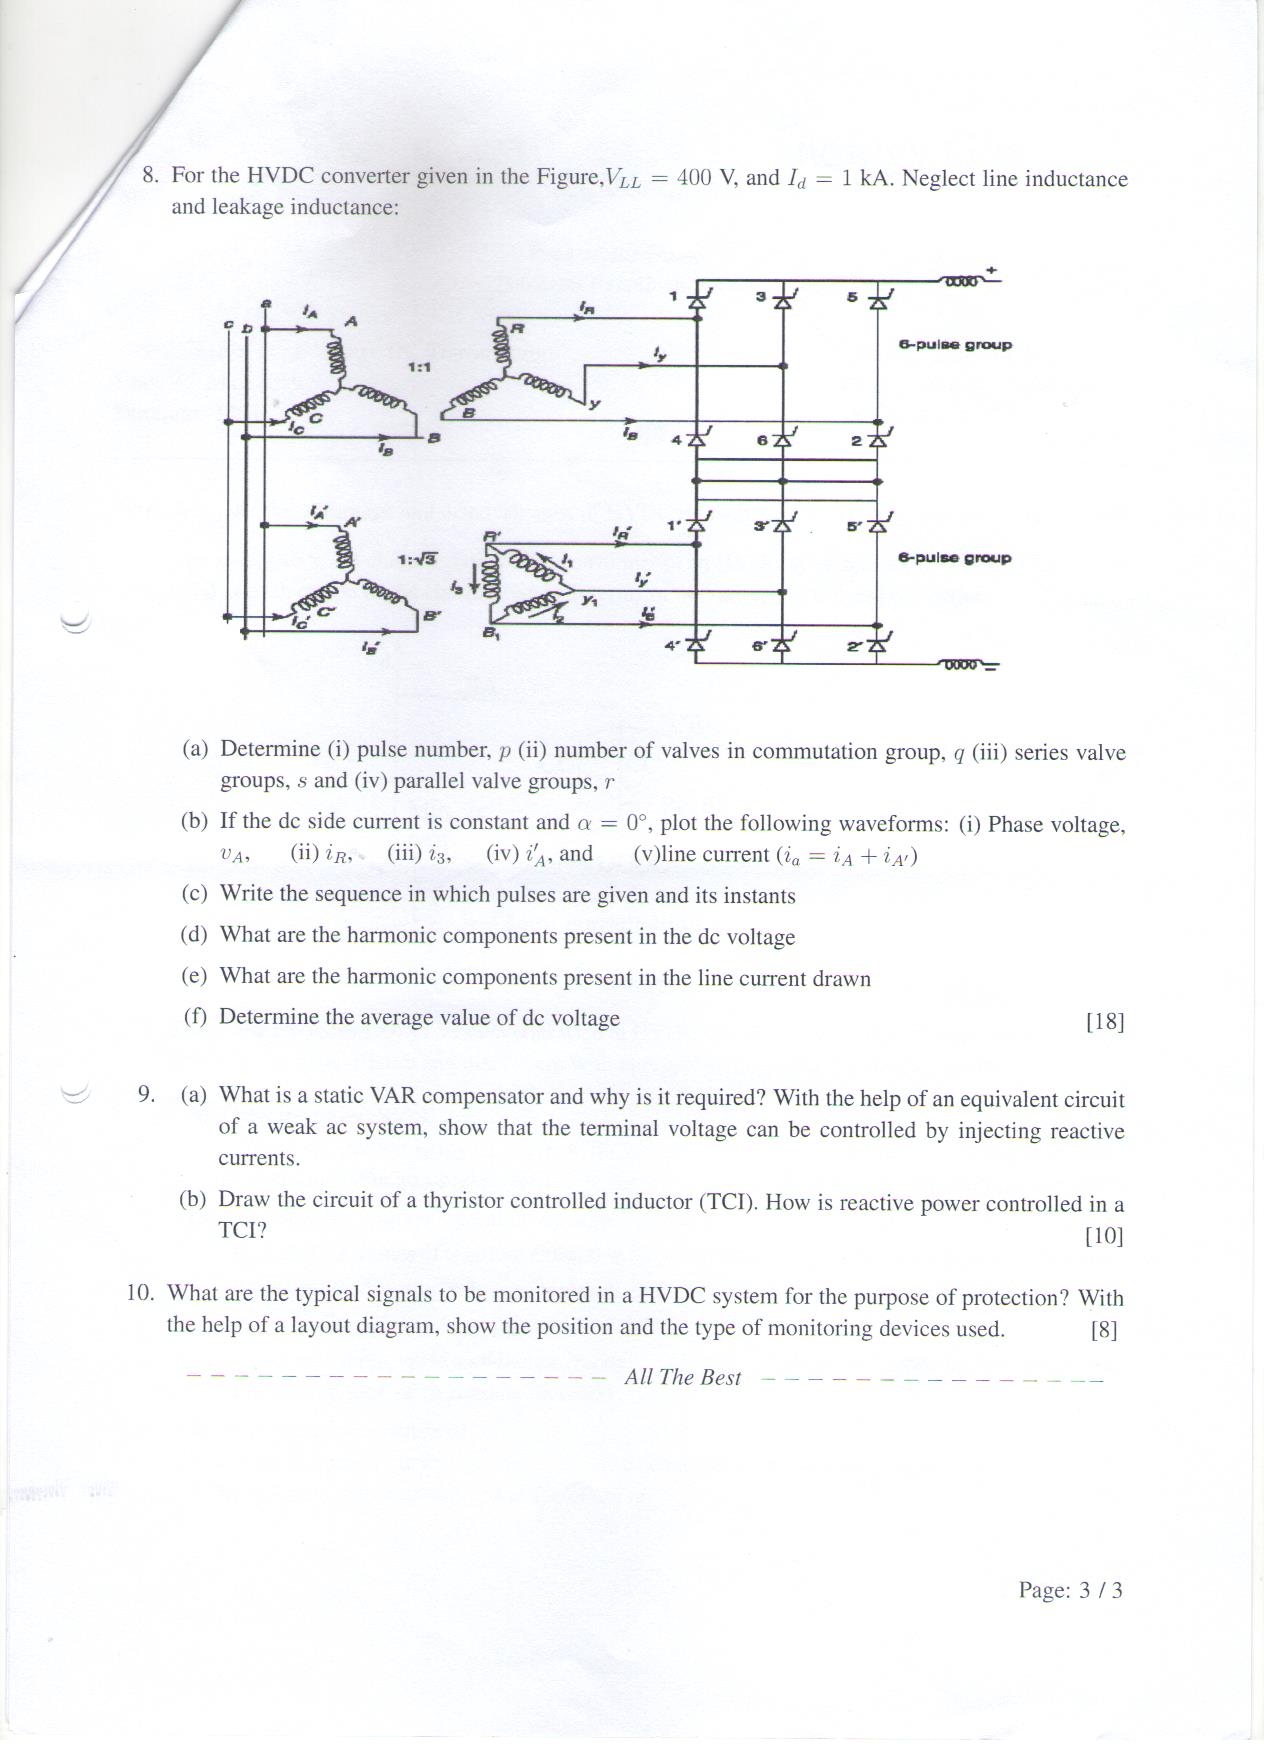 8. For the HVDC converter given in the Figure,V_LL = 400 V, and I_d = 1 kA. Neglect line inductance
and leakage inductance:
a
c b
i_A A
1:1
C
i_C
B
i_B
R
i_R
i_y
y
B
i_B
1 3 5
6-pulse group
4 6 2
i_A' A'
1:√3
C'
i_C'
B'
i_B'
R'
i_R'
i_1
i_3
i_y'
y_1
i_2
B_1
1' 3' 5'
6-pulse group
4' 6' 2'
+
(a) Determine (i) pulse number, p (ii) number of valves in commutation group, q (iii) series valve
groups, s and (iv) parallel valve groups, r
(b) If the dc side current is constant and α = 0°, plot the following waveforms: (i) Phase voltage,
v_A, (ii) i_R, (iii) i_3, (iv) i'_A, and (v)line current (i_a = i_A + i_A')
(c) Write the sequence in which pulses are given and its instants
(d) What are the harmonic components present in the dc voltage
(e) What are the harmonic components present in the line current drawn
(f) Determine the average value of dc voltage [18]
9. (a) What is a static VAR compensator and why is it required? With the help of an equivalent circuit
of a weak ac system, show that the terminal voltage can be controlled by injecting reactive
currents.
(b) Draw the circuit of a thyristor controlled inductor (TCI). How is reactive power controlled in a
TCI? [10]
10. What are the typical signals to be monitored in a HVDC system for the purpose of protection? With
the help of a layout diagram, show the position and the type of monitoring devices used. [8]
All The Best
Page: 3 / 3